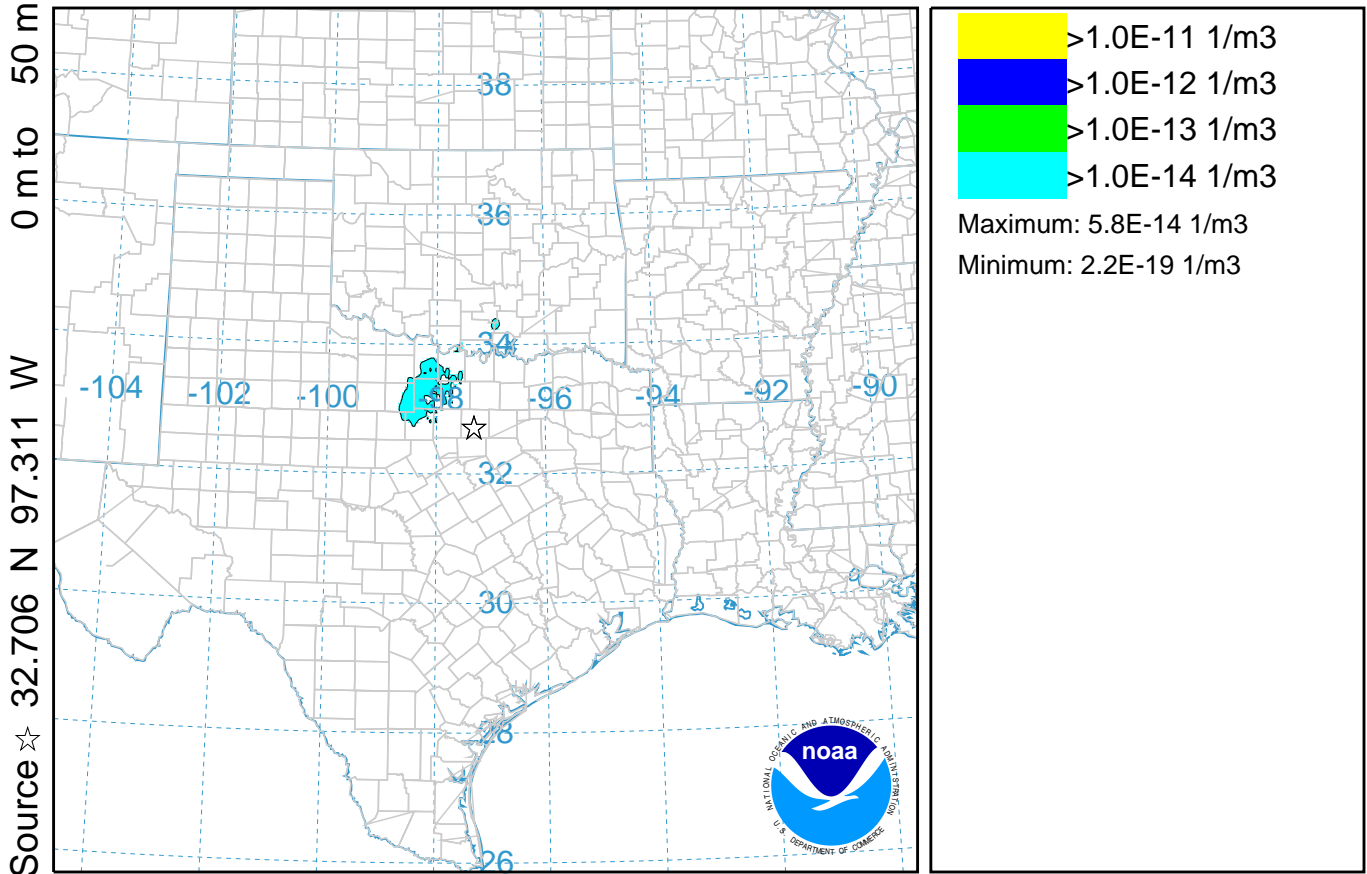 Source ☆ 32.706 N 97.311 W 0 m to 50 m
38
36
34
-104 -102 -100 -98 -96 -94 -92 -90
32
30
28
26
>1.0E-11 1/m3
>1.0E-12 1/m3
>1.0E-13 1/m3
>1.0E-14 1/m3
Maximum: 5.8E-14 1/m3
Minimum: 2.2E-19 1/m3
NATIONAL OCEANIC AND ATMOSPHERIC ADMINISTRATION
noaa
U.S. DEPARTMENT OF COMMERCE